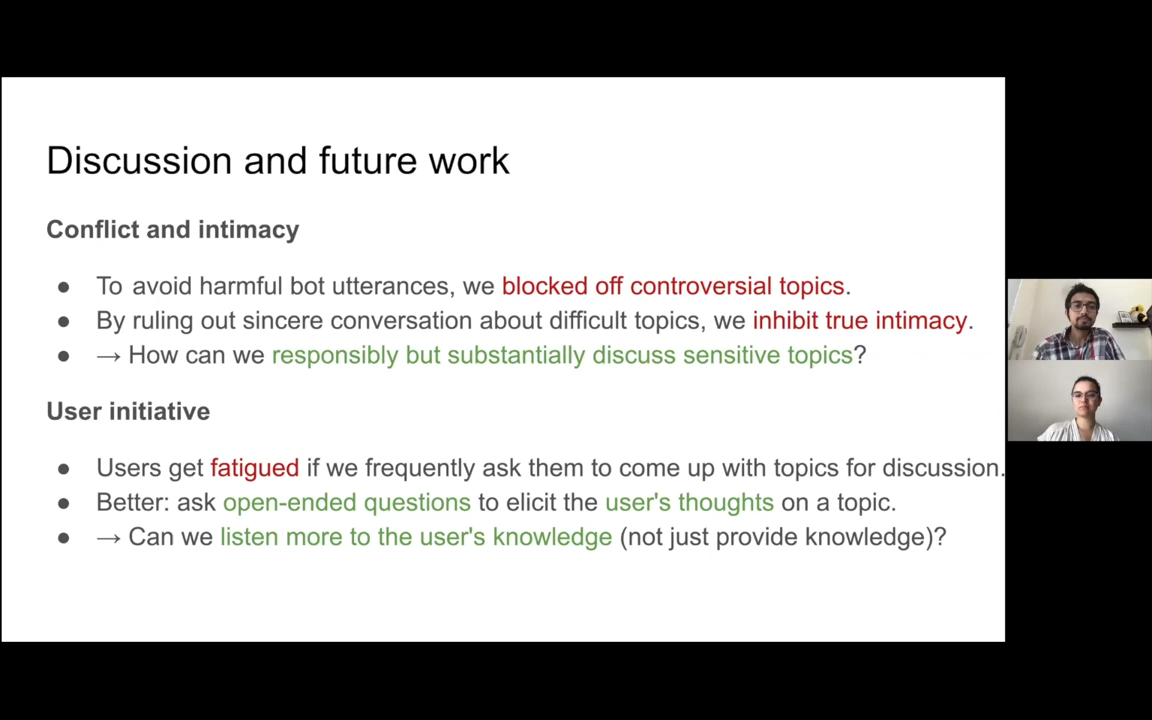 Discussion and future work
Conflict and intimacy
● To avoid harmful bot utterances, we blocked off controversial topics.
● By ruling out sincere conversation about difficult topics, we inhibit true intimacy.
● → How can we responsibly but substantially discuss sensitive topics?
User initiative
● Users get fatigued if we frequently ask them to come up with topics for discussion.
● Better: ask open-ended questions to elicit the user's thoughts on a topic.
● → Can we listen more to the user's knowledge (not just provide knowledge)?